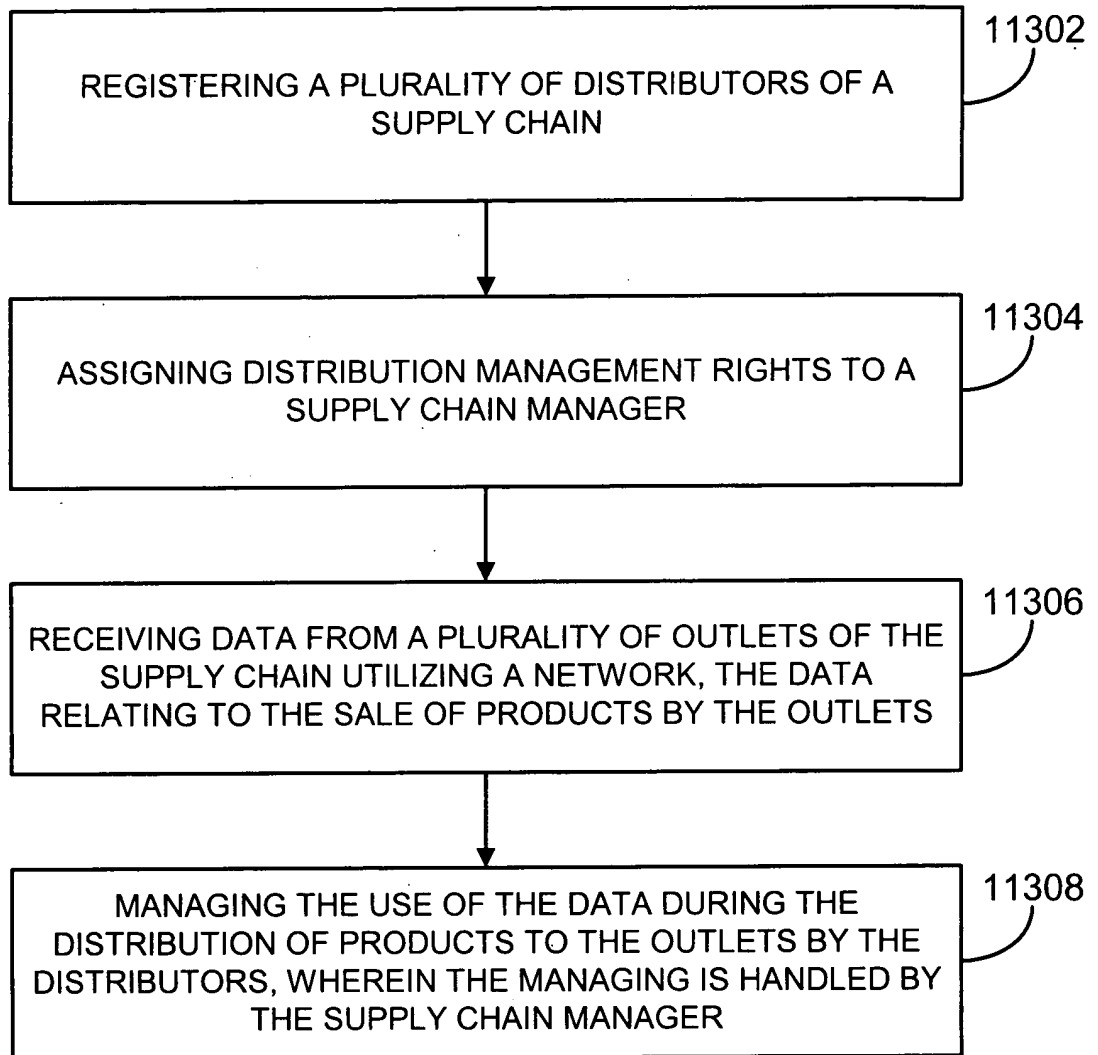 11302
REGISTERING A PLURALITY OF DISTRIBUTORS OF A
SUPPLY CHAIN
11304
ASSIGNING DISTRIBUTION MANAGEMENT RIGHTS TO A
SUPPLY CHAIN MANAGER
11306
RECEIVING DATA FROM A PLURALITY OF OUTLETS OF THE
SUPPLY CHAIN UTILIZING A NETWORK, THE DATA
RELATING TO THE SALE OF PRODUCTS BY THE OUTLETS
11308
MANAGING THE USE OF THE DATA DURING THE
DISTRIBUTION OF PRODUCTS TO THE OUTLETS BY THE
DISTRIBUTORS, WHEREIN THE MANAGING IS HANDLED BY
THE SUPPLY CHAIN MANAGER